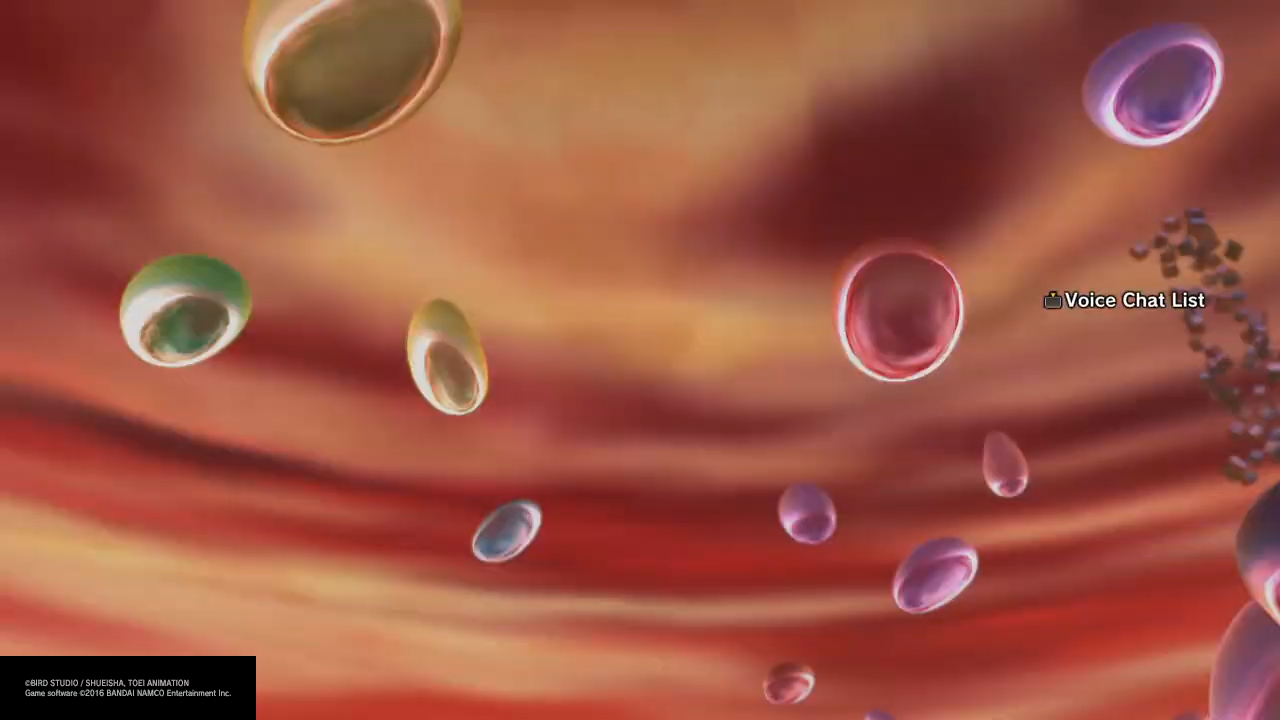 Voice Chat List
©BIRD STUDIO / SHUEISHA, TOEI ANIMATION
Game software ©2016 BANDAI NAMCO Entertainment Inc.